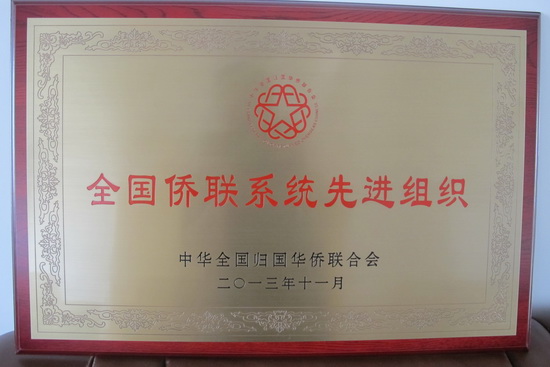 全国侨联系统先进组织
中华全国归国华侨联合会
二〇一三年十一月